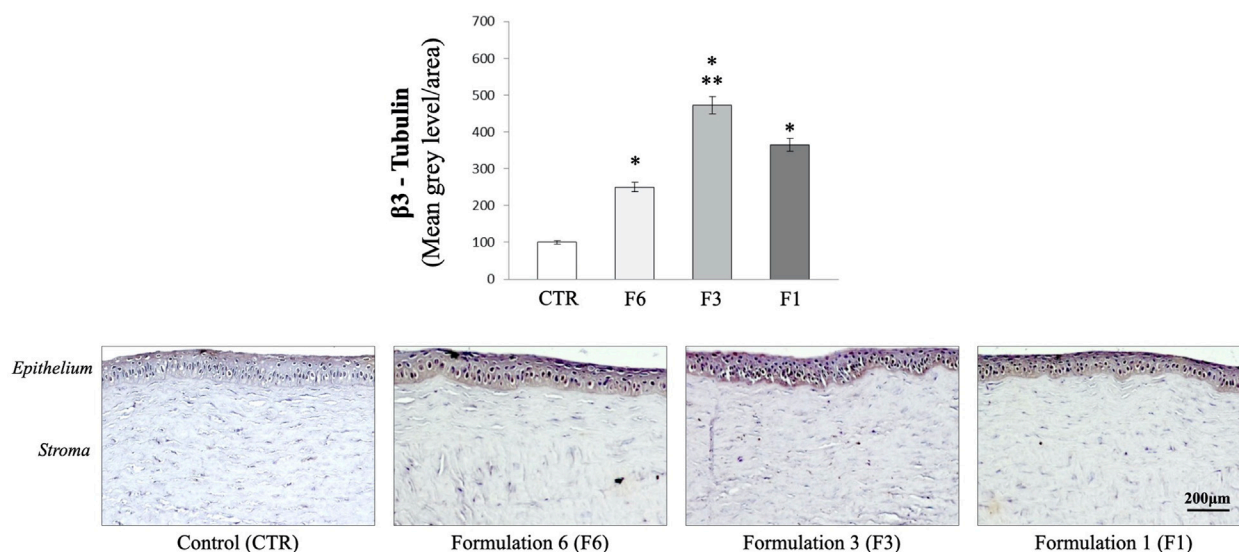 700
600
500
400
300
200
100
0
β3 - Tubulin
(Mean grey level/area)
*
*
**
*
CTR F6 F3 F1
Epithelium
Stroma
200μm
Control (CTR) Formulation 6 (F6) Formulation 3 (F3) Formulation 1 (F1)